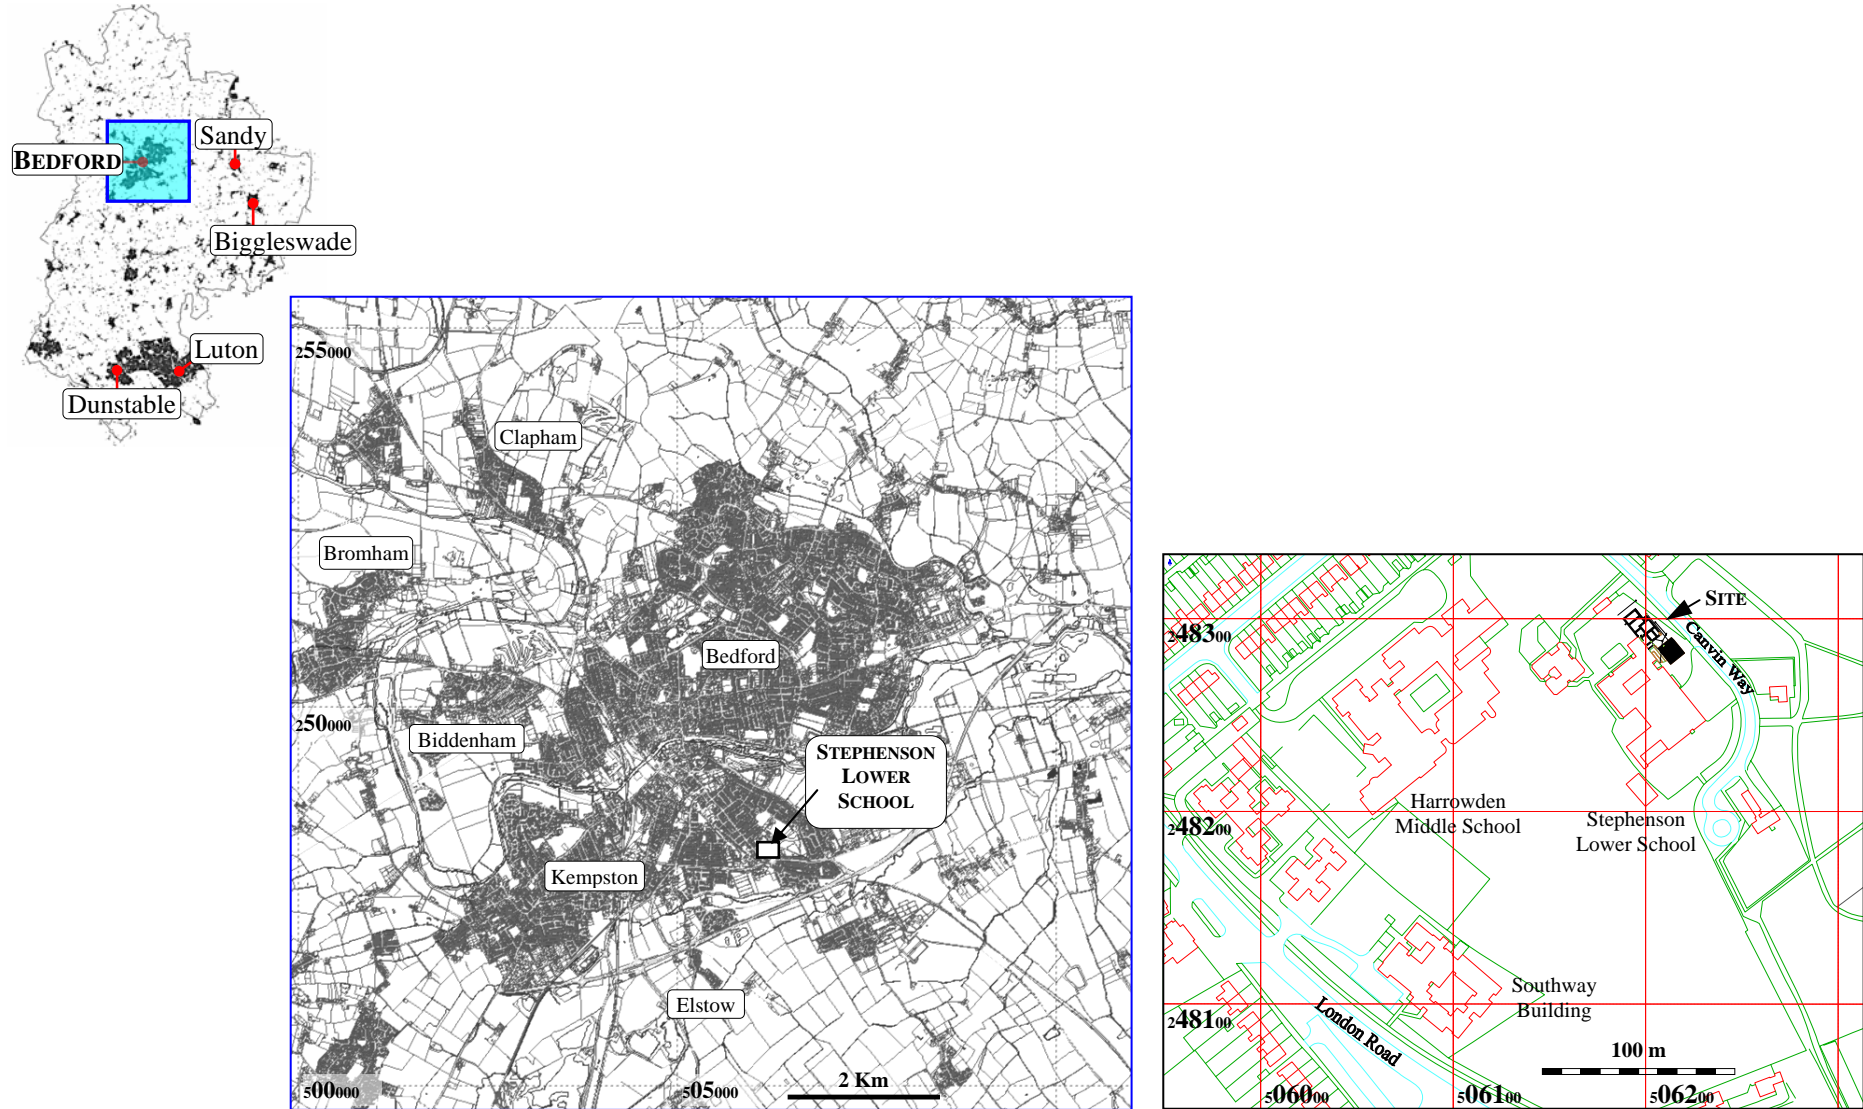 Sandy
BEDFORD
Biggleswade
Luton
Dunstable
255000
Clapham
Bromham
Bedford
250000
Biddenham
STEPHENSON
LOWER
SCHOOL
Kempston
Elstow
500000
505000
2 Km
SITE
248300
Canvin Way
Harrowden
Middle School
Stephenson
Lower School
248200
Southway
Building
248100
London Road
100 m
506000
506100
506200